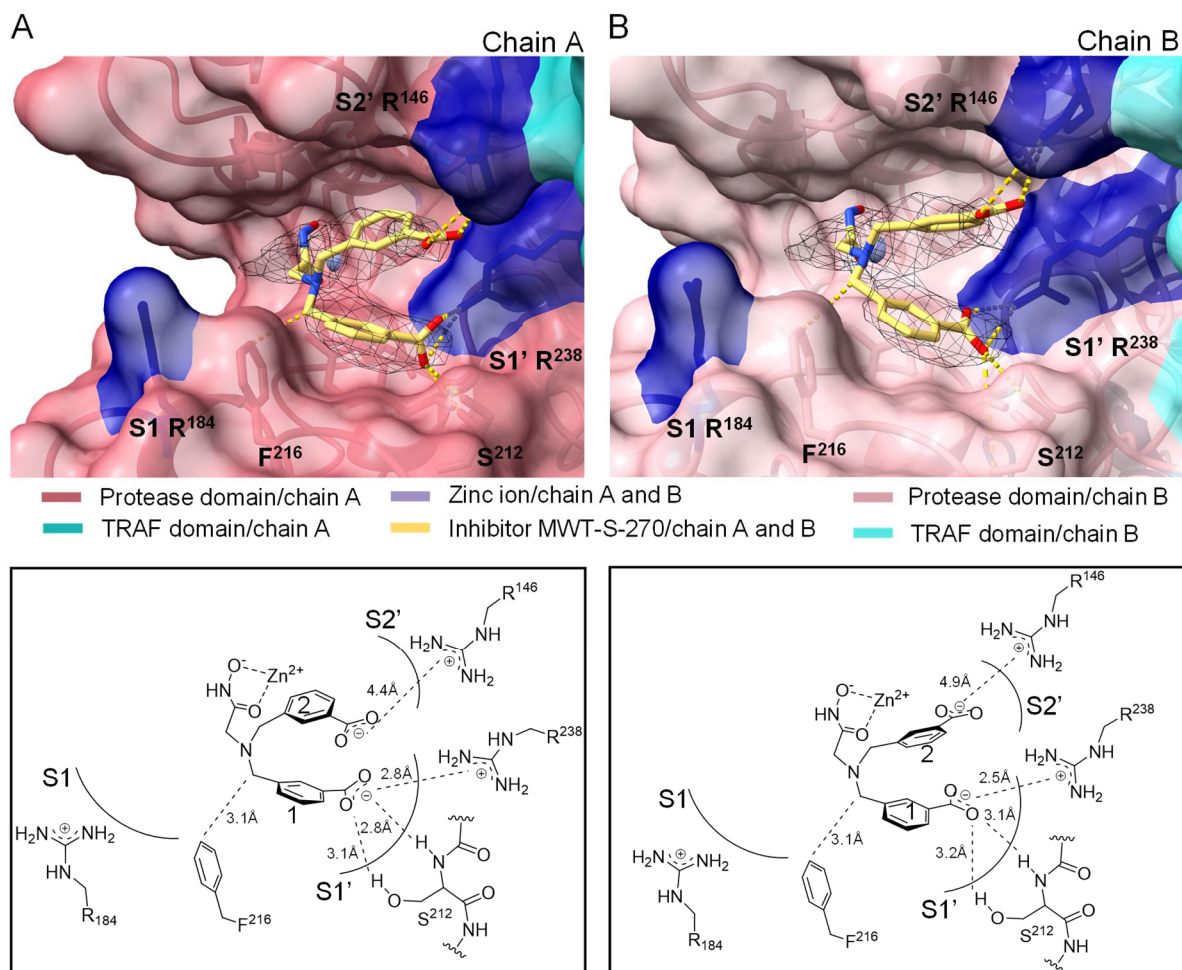 A
B
Chain A
Chain B
S2' R¹⁴⁶
S2' R¹⁴⁶
S1' R²³⁸
S1' R²³⁸
S1 R¹⁸⁴
F²¹⁶
S²¹²
S1 R¹⁸⁴
F²¹⁶
S²¹²
Protease domain/chain A
Zinc ion/chain A and B
Protease domain/chain B
TRAF domain/chain A
Inhibitor MWT-S-270/chain A and B
TRAF domain/chain B
R¹⁴⁶
S2'
H₂N
NH
⊕
NH₂
O⁻
Zn²⁺
HN
O
4.4Å
2
O
O
⊖
R²³⁸
N
HN
H₂N
⊕
NH₂
2.8Å
O
O
⊖
1
S1
3.1Å
2.8Å
3.1Å
H₂N
⊕
NH₂
HN
R₁₈₄
F²¹⁶
S1'
H
N
O
H
O
O
S²¹²
NH
R¹⁴⁶
HN
H₂N
⊕
NH₂
4.9Å
S2'
O⁻
Zn²⁺
HN
O
O
⊖
O
2
R²³⁸
N
HN
H₂N
⊕
NH₂
2.5Å
O
⊖
O
1
S1
3.1Å
3.1Å
3.2Å
H₂N
⊕
NH₂
HN
R₁₈₄
F²¹⁶
S1'
H
N
O
H
O
O
S²¹²
NH